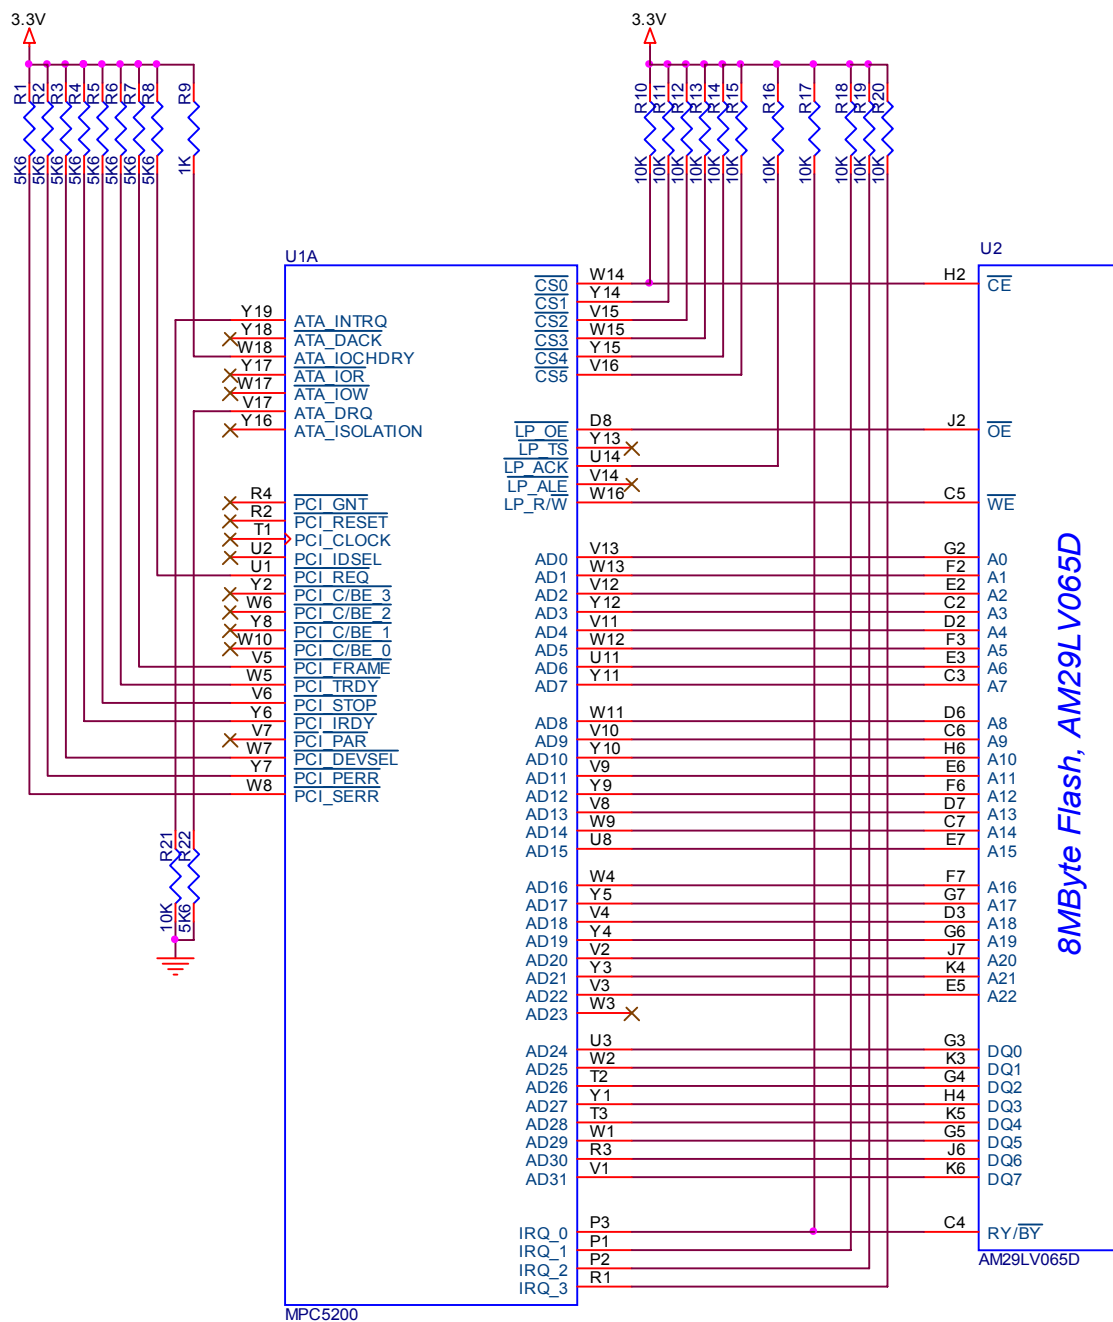 3.3V
3.3V
R1 R2 R3 R4 R5 R6 R7 R8 R9
5K6 5K6 5K6 5K6 5K6 5K6 5K6 5K6 1K
R10 R11 R12 R13 R14 R15 R16 R17 R18 R19 R20
10K 10K 10K 10K 10K 10K 10K 10K 10K 10K 10K
U1A
Y19 ATA_INTRQ
Y18 ATA_DACK
W18 ATA_IOCHDRY
Y17 ATA_IOR
W17 ATA_IOW
V17 ATA_DRQ
Y16 ATA_ISOLATION
R4 PCI_GNT
R2 PCI_RESET
T1 PCI_CLOCK
U2 PCI_IDSEL
U1 PCI_REQ
Y2 PCI_C/BE_3
W6 PCI_C/BE_2
Y8 PCI_C/BE_1
W10 PCI_C/BE_0
V5 PCI_FRAME
W5 PCI_TRDY
V6 PCI_STOP
Y6 PCI_IRDY
V7 PCI_PAR
W7 PCI_DEVSEL
Y7 PCI_PERR
W8 PCI_SERR
R21 R22
10K 5K6
CS0 W14
CS1 Y14
CS2 V15
CS3 W15
CS4 Y15
CS5 V16
LP_OE D8
LP_TS Y13
LP_ACK U14
LP_ALE V14
LP_R/W W16
AD0 V13
AD1 W13
AD2 V12
AD3 Y12
AD4 V11
AD5 W12
AD6 U11
AD7 Y11
AD8 W11
AD9 V10
AD10 Y10
AD11 V9
AD12 Y9
AD13 V8
AD14 W9
AD15 U8
AD16 W4
AD17 Y5
AD18 V4
AD19 Y4
AD20 V2
AD21 Y3
AD22 V3
AD23 W3
AD24 U3
AD25 W2
AD26 T2
AD27 Y1
AD28 T3
AD29 W1
AD30 R3
AD31 V1
IRQ_0 P3
IRQ_1 P1
IRQ_2 P2
IRQ_3 R1
MPC5200
U2
H2 CE
J2 OE
C5 WE
G2 A0
F2 A1
E2 A2
C2 A3
D2 A4
F3 A5
E3 A6
C3 A7
D6 A8
C6 A9
H6 A10
E6 A11
F6 A12
D7 A13
C7 A14
E7 A15
F7 A16
G7 A17
D3 A18
G6 A19
J7 A20
K4 A21
E5 A22
G3 DQ0
K3 DQ1
G4 DQ2
H4 DQ3
K5 DQ4
G5 DQ5
J6 DQ6
K6 DQ7
C4 RY/BY
8MByte Flash, AM29LV065D
AM29LV065D